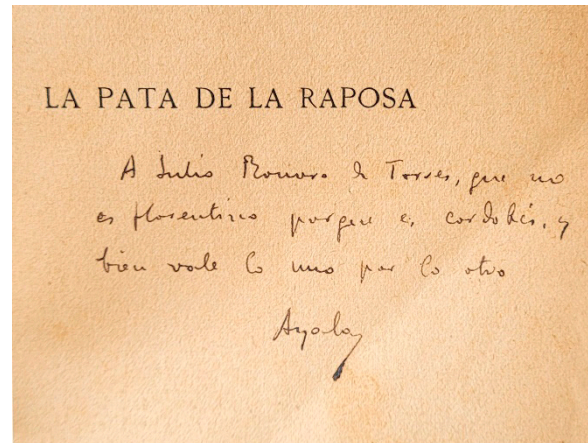 LA PATA DE LA RAPOSA
A Julio Romero de Torres, que no
es florentino porque es cordobés, y
bien vale lo uno por lo otro
Ayala